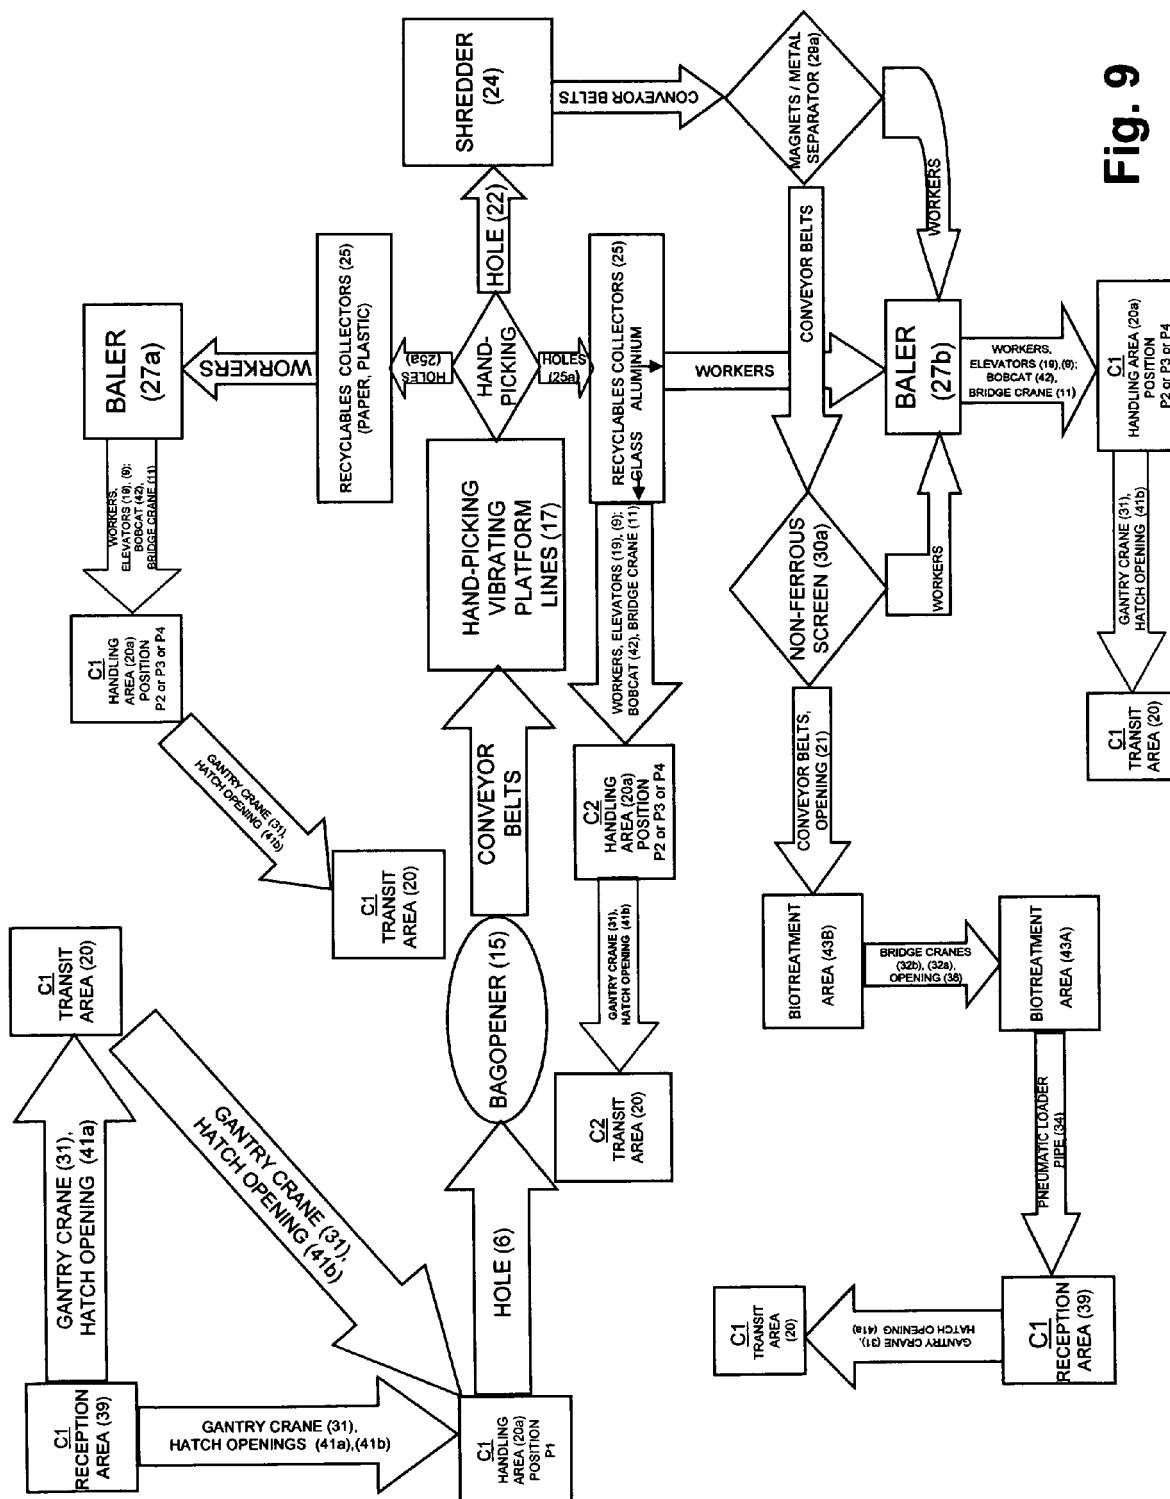 C1
RECEPTION
AREA (39)
GANTRY CRANE (31),
HATCH OPENING (41a)
C1
TRANSIT
AREA (20)
GANTRY CRANE (31),
HATCH OPENINGS (41a),(41b)
GANTRY CRANE (31),
HATCH OPENING
(41b)
C1
HANDLING
AREA (20a)
POSITION
P1
HOLE (6)
BAGOPENER (15)
CONVEYOR
BELTS
HAND-PICKING
VIBRATING
PLATFORM
LINES (17)
HAND-
PICKING
HOLE (22)
SHREDDER
(24)
CONVEYOR BELTS
MAGNETS / METAL
SEPARATOR (29a)
HOLES
(25a)
RECYCLABLES COLLECTORS (25)
(PAPER, PLASTIC)
WORKERS
BALER
(27a)
WORKERS,
ELEVATORS (19), (9);
BOBCAT (42),
BRIDGE CRANE (11)
C1
HANDLING
AREA (20a)
POSITION
P2 or P3 or P4
GANTRY CRANE (31),
HATCH OPENING (41b)
C1
TRANSIT
AREA (20)
HOLES
(25a)
RECYCLABLES COLLECTORS (25)
GLASS ALUMINIUM
WORKERS, ELEVATORS (19), (9);
BOBCAT (42), BRIDGE CRANE (11)
C2
HANDLING
AREA (20a)
POSITION
P2 or P3 or P4
GANTRY CRANE (31),
HATCH OPENING (41b)
C2
TRANSIT
AREA (20)
WORKERS
CONVEYOR BELTS
WORKERS
NON-FERROUS
SCREEN (30a)
WORKERS
BALER
(27b)
WORKERS,
ELEVATORS (19),(9);
BOBCAT (42),
BRIDGE CRANE (11)
C1
HANDLING AREA (20a)
POSITION
P2 or P3 or P4
GANTRY CRANE (31),
HATCH OPENING (41b)
C1
TRANSIT
AREA (20)
CONVEYOR BELTS,
OPENING (21)
BIOTREATMENT
AREA (43B)
BRIDGE CRANES
(32b), (32a),
OPENING (38)
BIOTREATMENT
AREA (43A)
PNEUMATIC LOADER
PIPE (34)
C1
RECEPTION
AREA (39)
GANTRY CRANE (31),
HATCH OPENING (41a)
C1
TRANSIT
AREA
(20)
Fig. 9